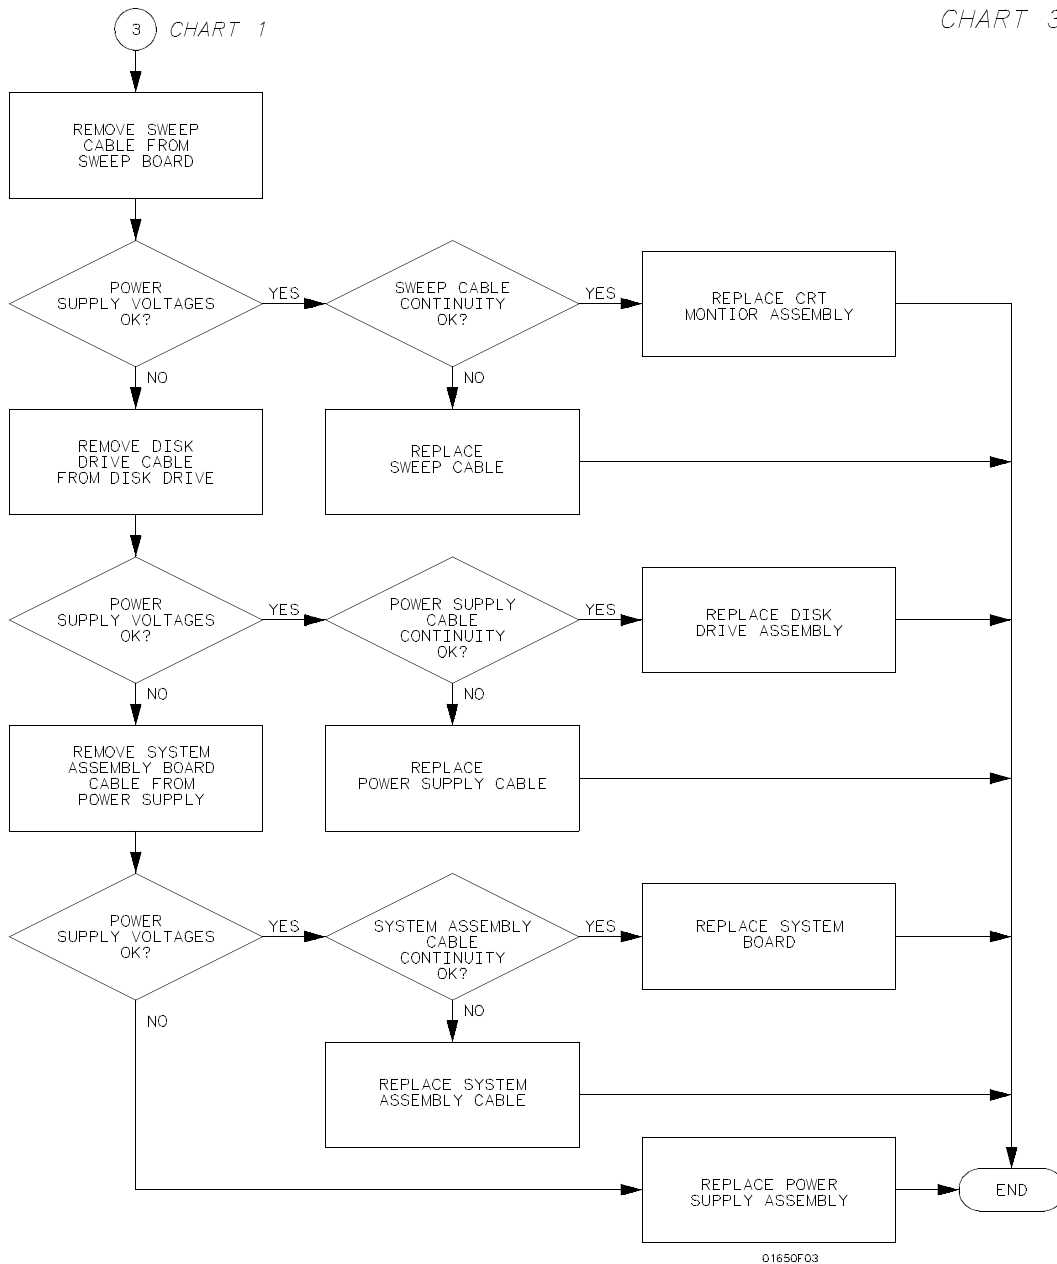 3 CHART 1
CHART 3
REMOVE SWEEP
CABLE FROM
SWEEP BOARD
POWER
SUPPLY VOLTAGES
OK?
YES
SWEEP CABLE
CONTINUITY
OK?
YES
REPLACE CRT
MONTIOR ASSEMBLY
NO
NO
REMOVE DISK
DRIVE CABLE
FROM DISK DRIVE
REPLACE
SWEEP CABLE
POWER
SUPPLY VOLTAGES
OK?
YES
POWER SUPPLY
CABLE
CONTINUITY
OK?
YES
REPLACE DISK
DRIVE ASSEMBLY
NO
NO
REMOVE SYSTEM
ASSEMBLY BOARD
CABLE FROM
POWER SUPPLY
REPLACE
POWER SUPPLY CABLE
POWER
SUPPLY VOLTAGES
OK?
YES
SYSTEM ASSEMBLY
CABLE
CONTINUITY
OK?
YES
REPLACE SYSTEM
BOARD
NO
NO
REPLACE SYSTEM
ASSEMBLY CABLE
REPLACE POWER
SUPPLY ASSEMBLY
END
01650F03